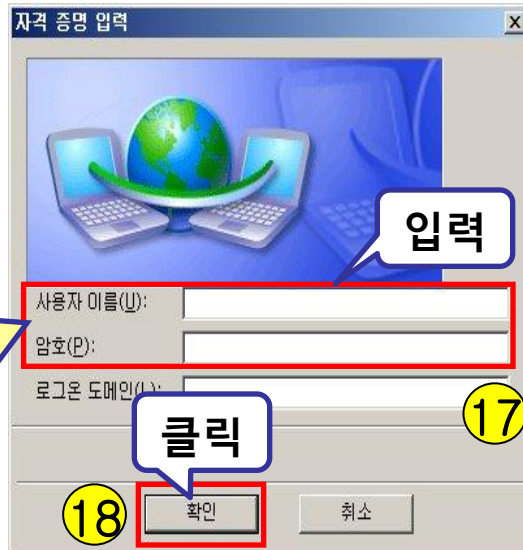 자격 증명 입력
입력
사용자 이름(U):
암호(P):
로그온 도메인(L):
17
클릭
18
확인
취소